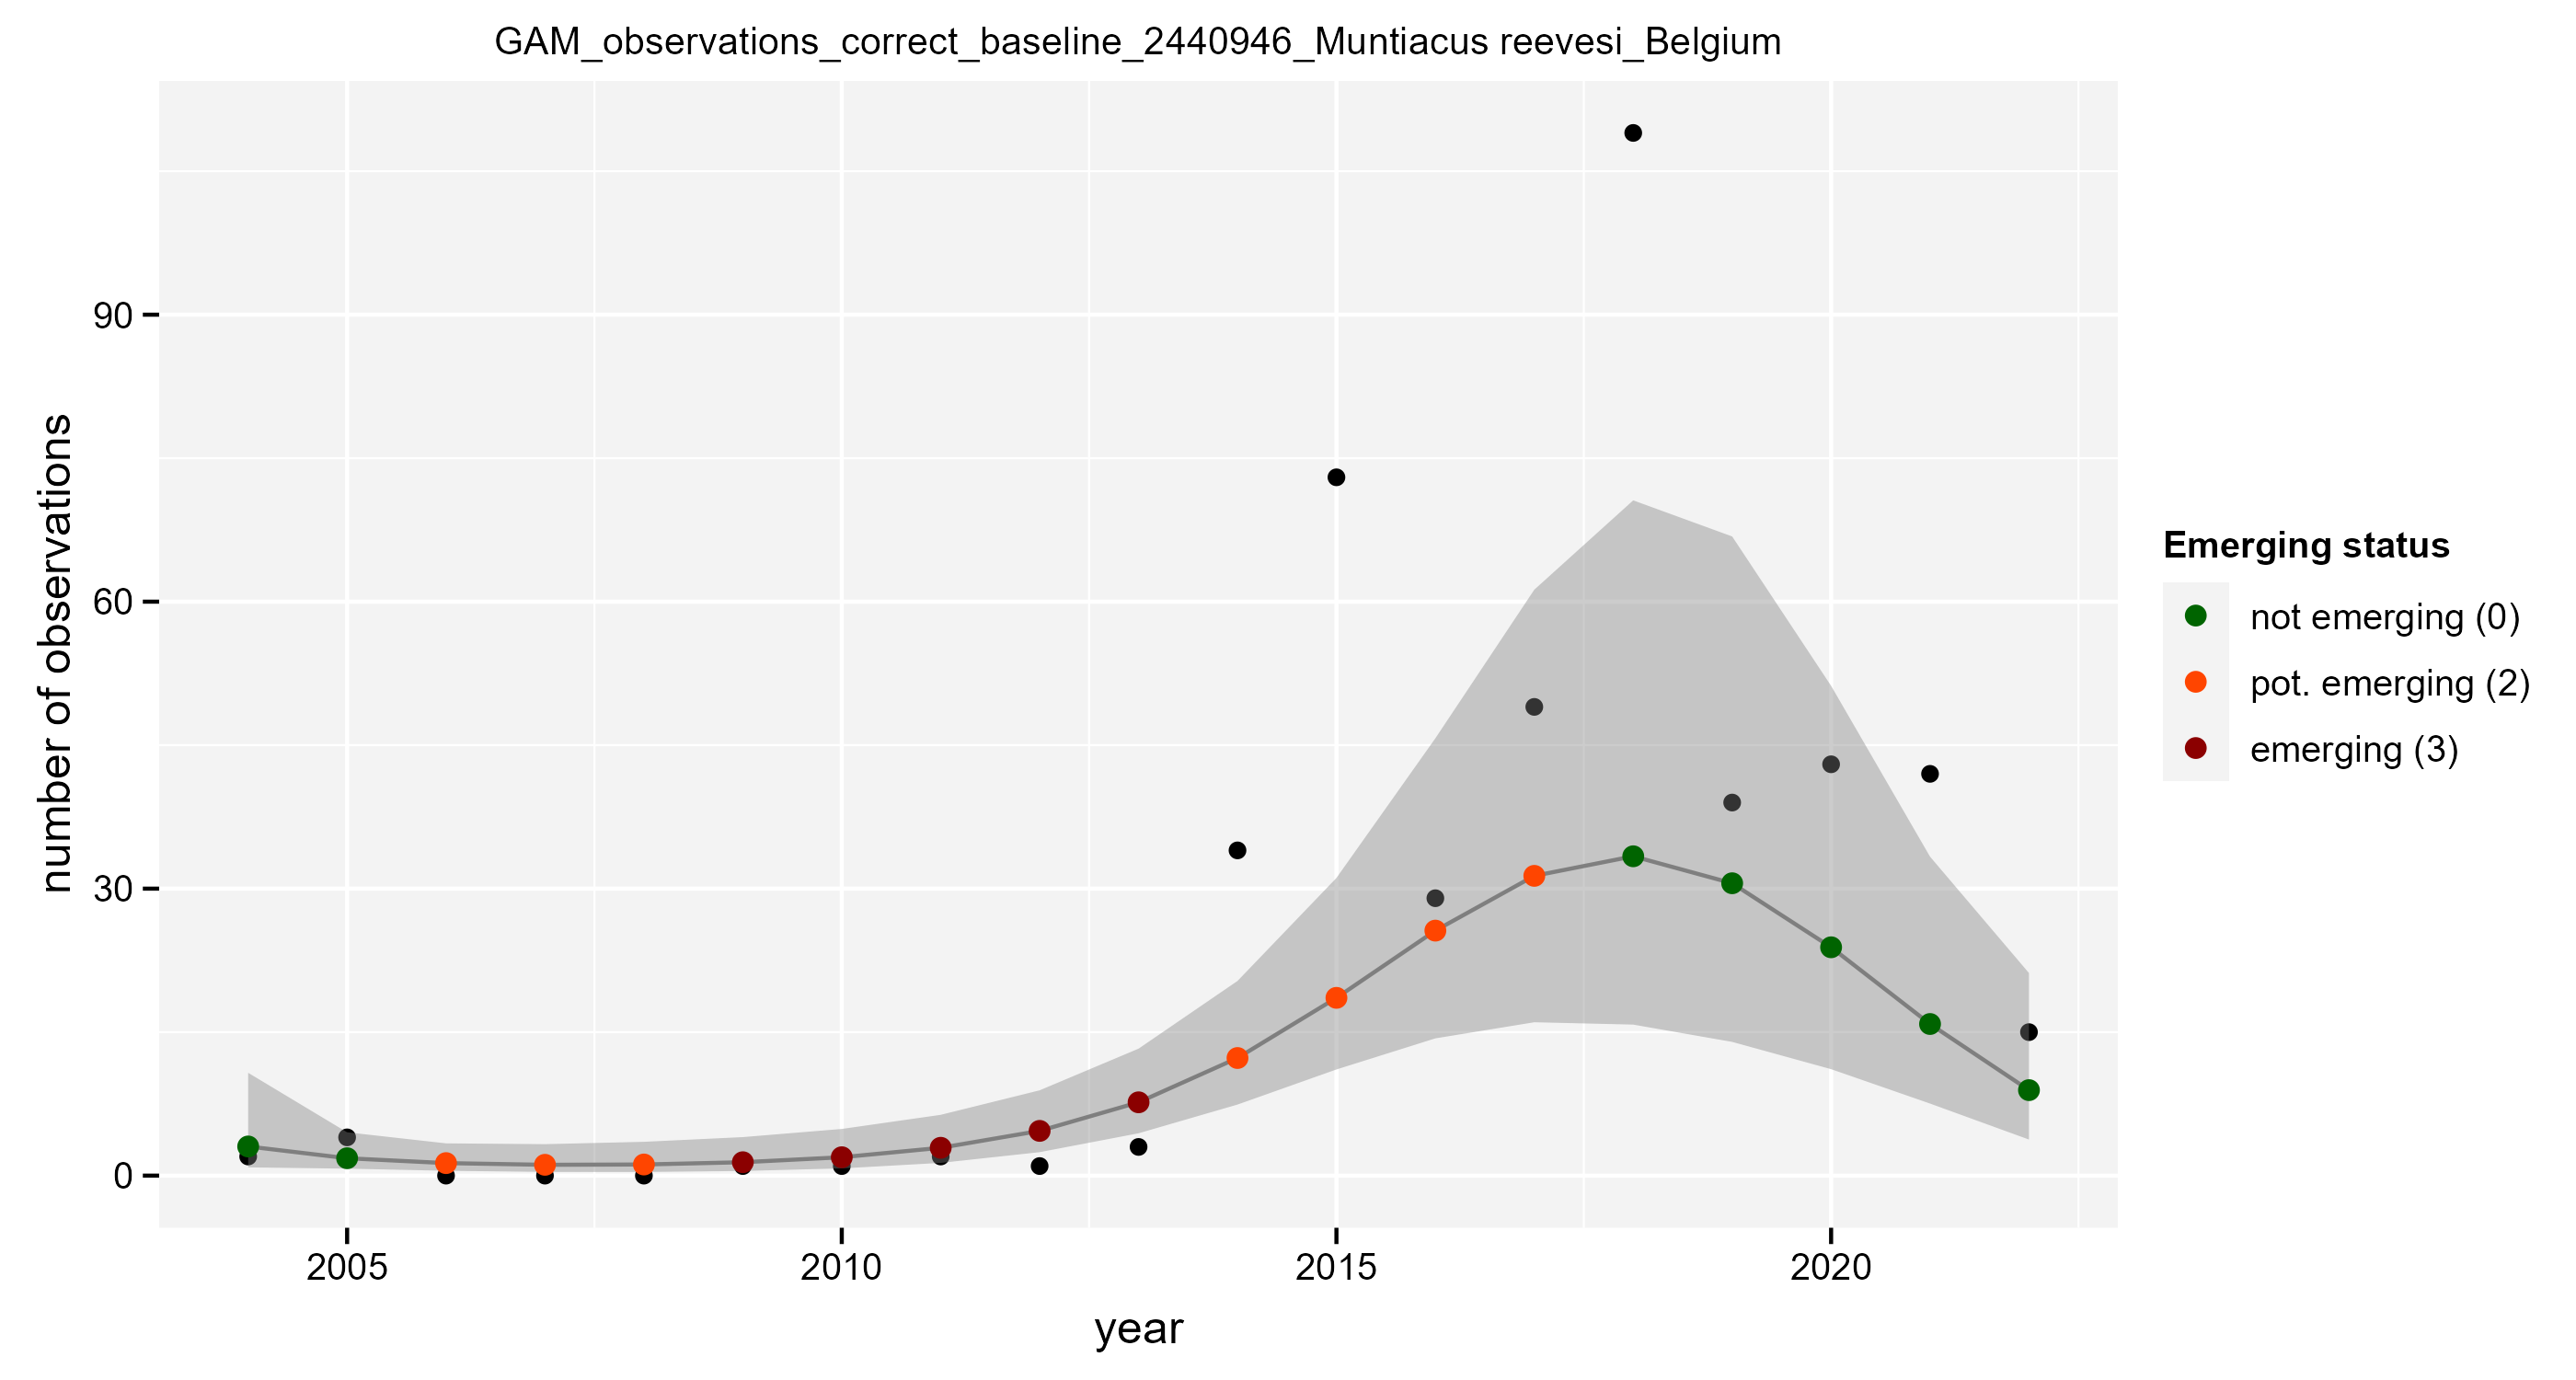 GAM_observations_correct_baseline_2440946_Muntiacus reevesi_Belgium
number of observations
90
60
30
0
2005
2010
2015
2020
year
Emerging status
not emerging (0)
pot. emerging (2)
emerging (3)